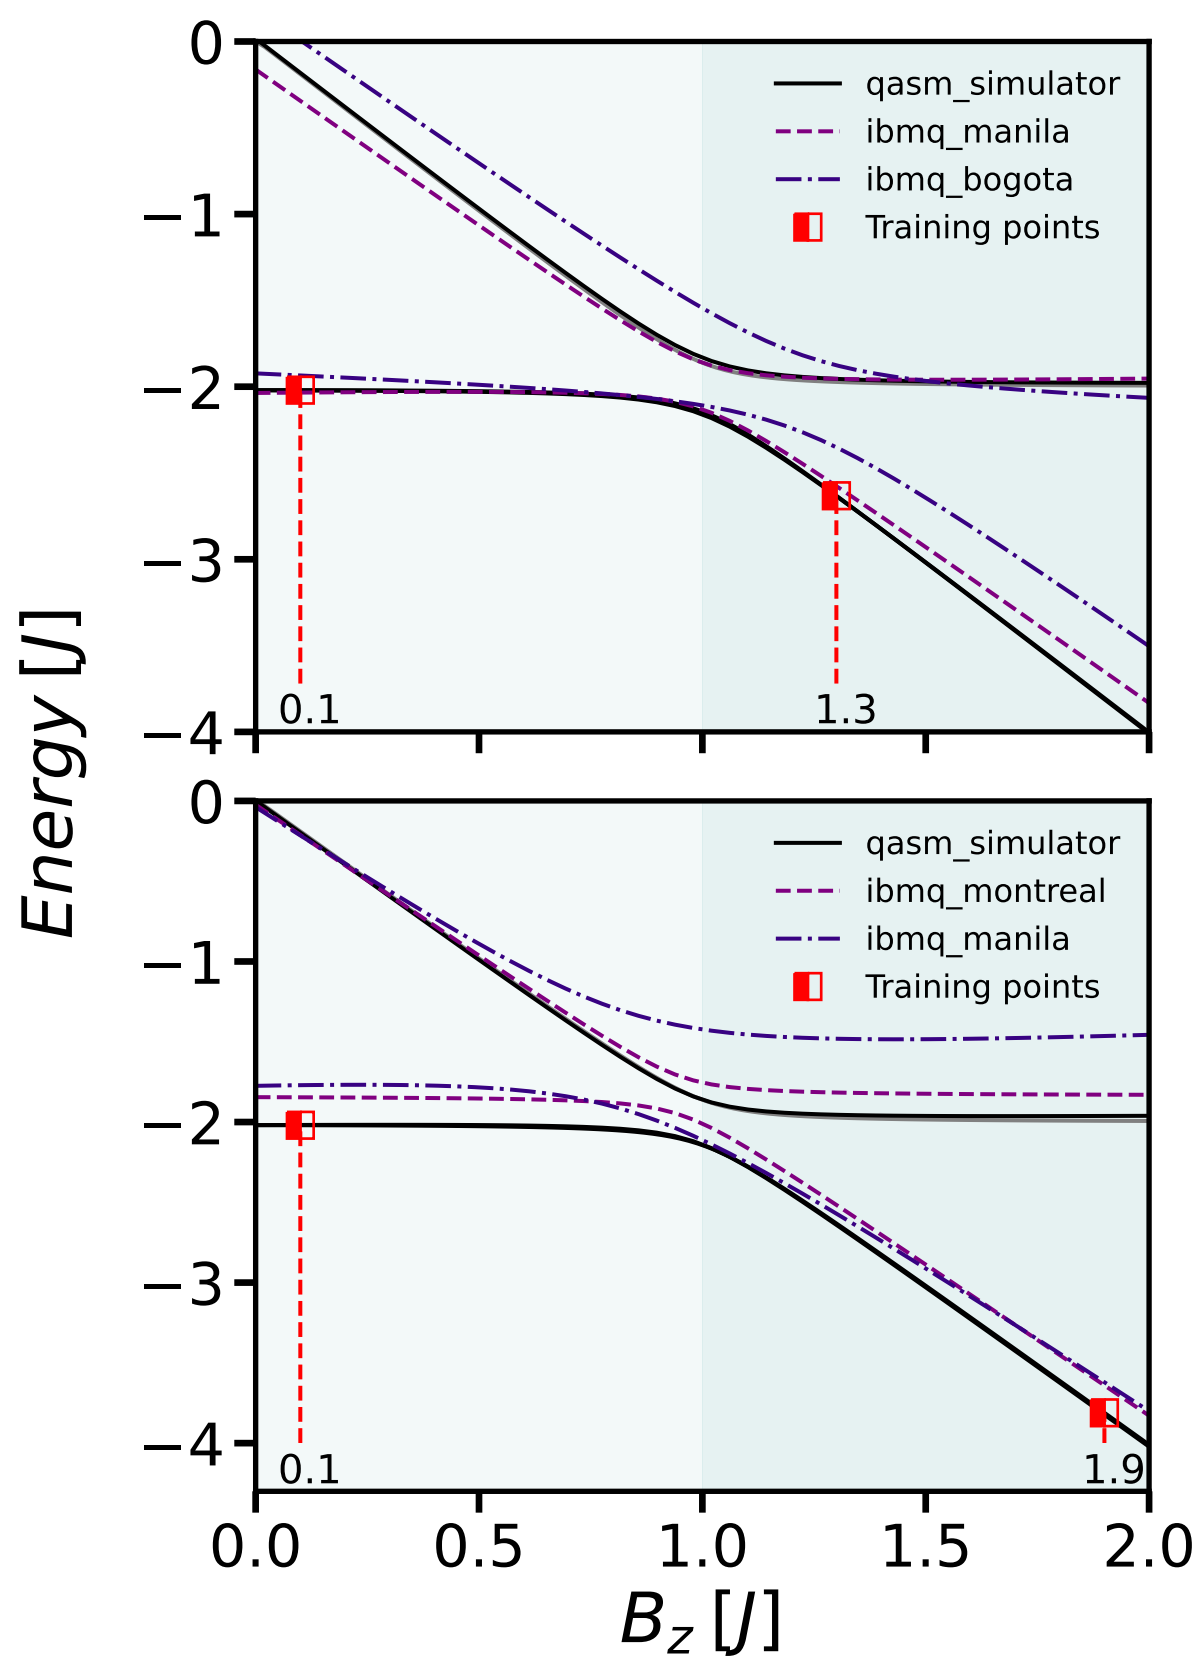 Energy [J]
0
−1
−2
−3
−4
qasm_simulator
ibmq_manila
ibmq_bogota
Training points
0.1
1.3
0
−1
−2
−3
−4
qasm_simulator
ibmq_montreal
ibmq_manila
Training points
0.1
1.9
0.0 0.5 1.0 1.5 2.0
B_z [J]